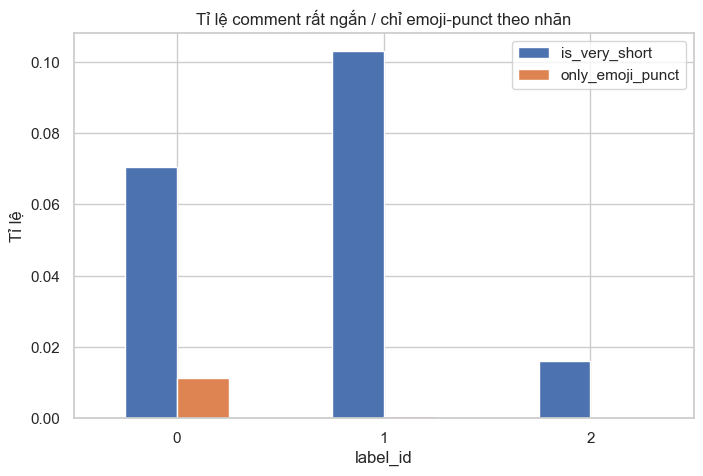 Tỉ lệ comment rất ngắn / chỉ emoji-punct theo nhãn
is_very_short
only_emoji_punct
0.10
0.08
0.06
0.04
0.02
0.00
Tỉ lệ
0 1 2
label_id